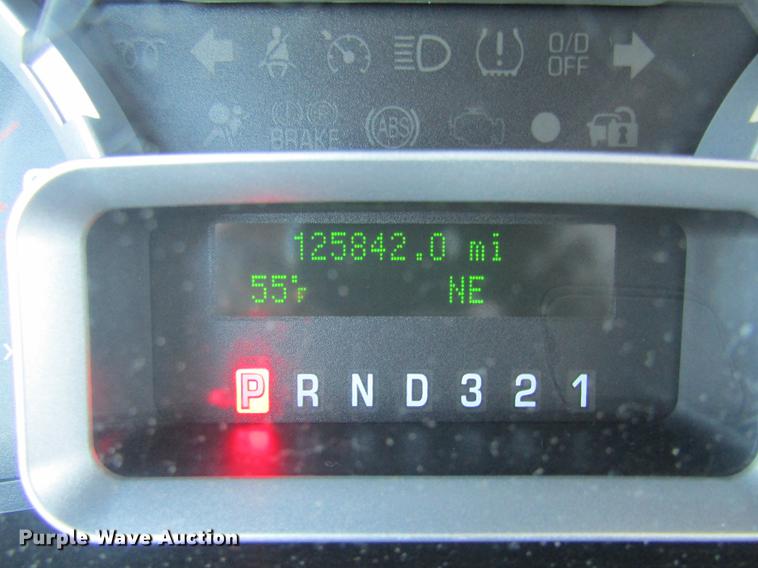 O/D
OFF
BRAKE ABS
125842.0 mi
55°F NE
P R N D 3 2 1
Purple Wave Auction